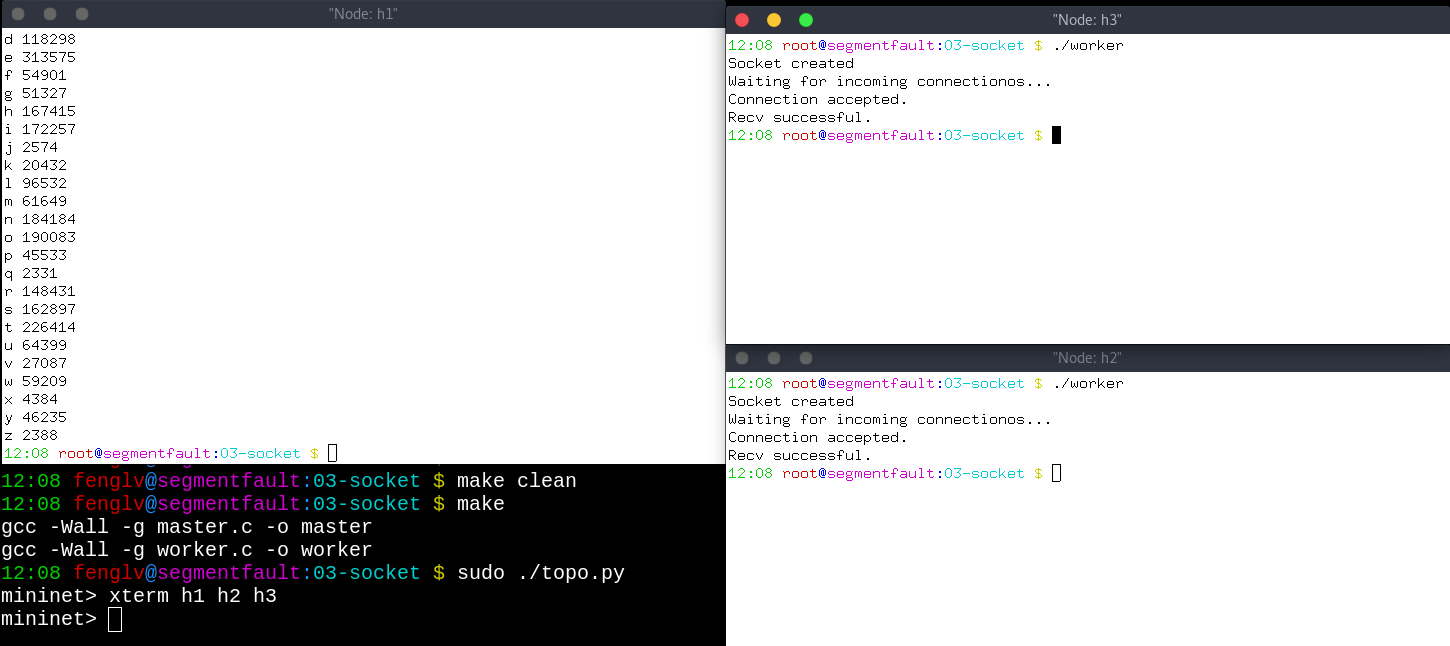 "Node: h1"
d 118298
e 313575
f 54901
g 51327
h 167415
i 172257
j 2574
k 20432
l 96532
m 61649
n 184184
o 190083
p 45533
q 2331
r 148431
s 162897
t 226414
u 64399
v 27087
w 59209
x 4384
y 46235
z 2388
12:08 root@segmentfault:03-socket $
12:08 fenglv@segmentfault:03-socket $ make clean
12:08 fenglv@segmentfault:03-socket $ make
gcc -Wall -g master.c -o master
gcc -Wall -g worker.c -o worker
12:08 fenglv@segmentfault:03-socket $ sudo ./topo.py
mininet> xterm h1 h2 h3
mininet>
"Node: h3"
12:08 root@segmentfault:03-socket $ ./worker
Socket created
Waiting for incoming connectionos...
Connection accepted.
Recv successful.
12:08 root@segmentfault:03-socket $
"Node: h2"
12:08 root@segmentfault:03-socket $ ./worker
Socket created
Waiting for incoming connectionos...
Connection accepted.
Recv successful.
12:08 root@segmentfault:03-socket $